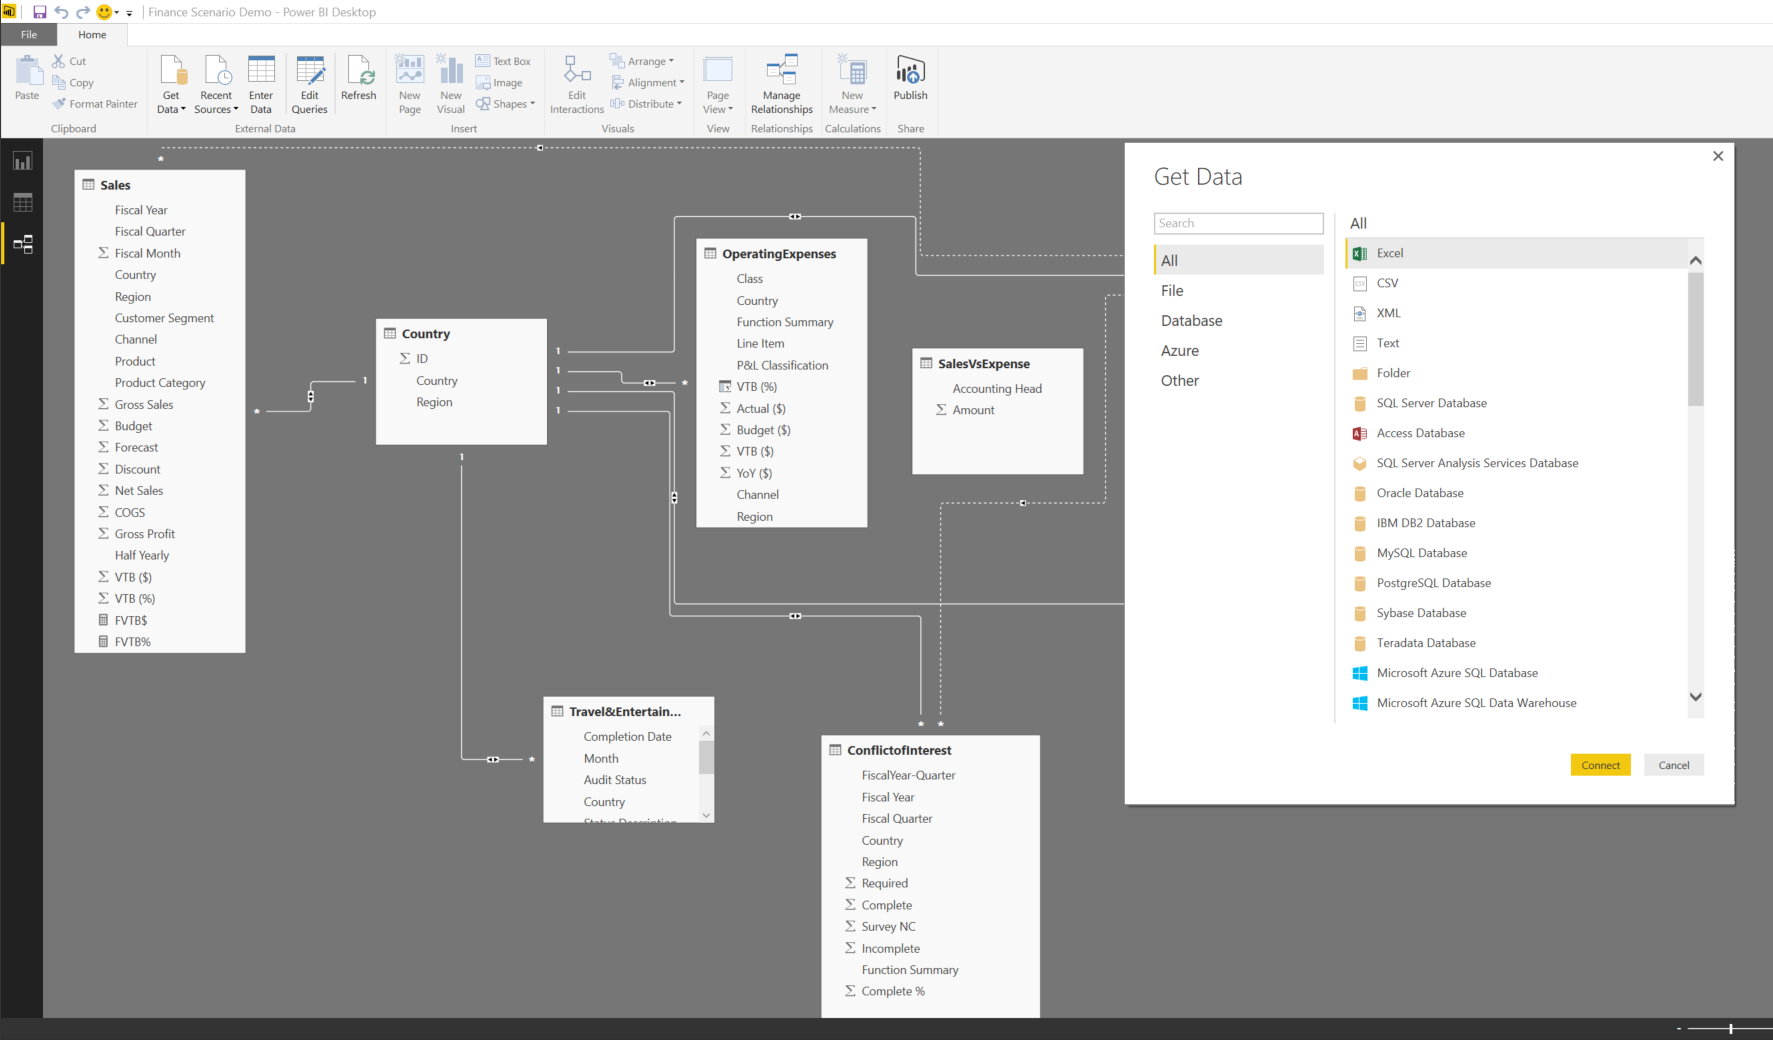 Finance Scenario Demo - Power BI Desktop
File
Home
Paste
Cut
Copy
Format Painter
Clipboard
Get Data
Recent Sources
Enter Data
Edit Queries
Refresh
External Data
New Page
New Visual
Text Box
Image
Shapes
Insert
Edit Interactions
Arrange
Alignment
Distribute
Visuals
Page View
View
Manage Relationships
Relationships
New Measure
Calculations
Publish
Share
*
Sales
Fiscal Year
Fiscal Quarter
Σ Fiscal Month
Country
Region
Customer Segment
Channel
Product
Product Category
Σ Gross Sales
Σ Budget
Σ Forecast
Σ Discount
Σ Net Sales
Σ COGS
Σ Gross Profit
Half Yearly
Σ VTB ($)
Σ VTB (%)
FVTB$
FVTB%
*
1
Country
Σ ID
Country
Region
1
1
1
1
1
*
OperatingExpenses
Class
Country
Function Summary
Line Item
P&L Classification
VTB (%)
Σ Actual ($)
Σ Budget ($)
Σ VTB ($)
Σ YoY ($)
Channel
Region
SalesVsExpense
Accounting Head
Σ Amount
*
Travel&Entertain...
Completion Date
Month
Audit Status
Country
Status Description
* *
ConflictofInterest
FiscalYear-Quarter
Fiscal Year
Fiscal Quarter
Country
Region
Σ Required
Σ Complete
Σ Survey NC
Σ Incomplete
Function Summary
Σ Complete %
Get Data
Search
All
File
Database
Azure
Other
All
Excel
CSV
XML
Text
Folder
SQL Server Database
Access Database
SQL Server Analysis Services Database
Oracle Database
IBM DB2 Database
MySQL Database
PostgreSQL Database
Sybase Database
Teradata Database
Microsoft Azure SQL Database
Microsoft Azure SQL Data Warehouse
Connect
Cancel